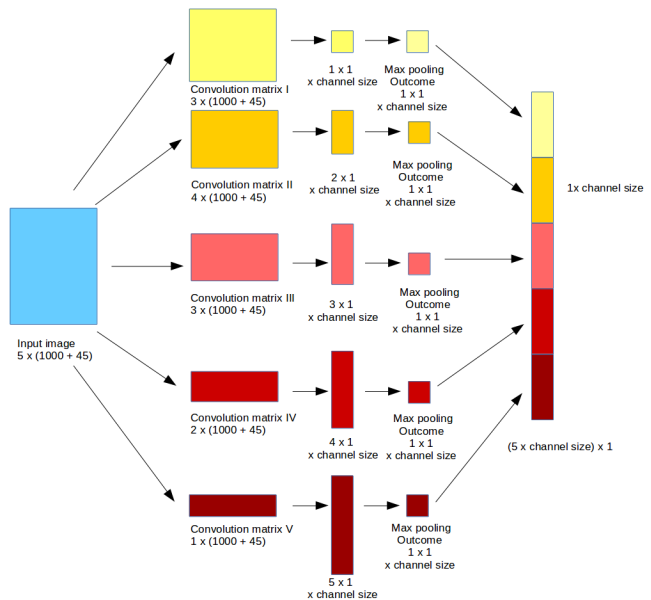 Convolution matrix I
3 x (1000 + 45)
1 x 1
x channel size
Max pooling
Outcome
1 x 1
x channel size
Convolution matrix II
4 x (1000 + 45)
2 x 1
x channel size
Max pooling
Outcome
1 x 1
x channel size
1x channel size
Input image
5 x (1000 + 45)
Convolution matrix III
3 x (1000 + 45)
3 x 1
x channel size
Max pooling
Outcome
1 x 1
x channel size
Convolution matrix IV
2 x (1000 + 45)
4 x 1
x channel size
Max pooling
Outcome
1 x 1
x channel size
(5 x channel size) x 1
Convolution matrix V
1 x (1000 + 45)
5 x 1
x channel size
Max pooling
Outcome
1 x 1
x channel size